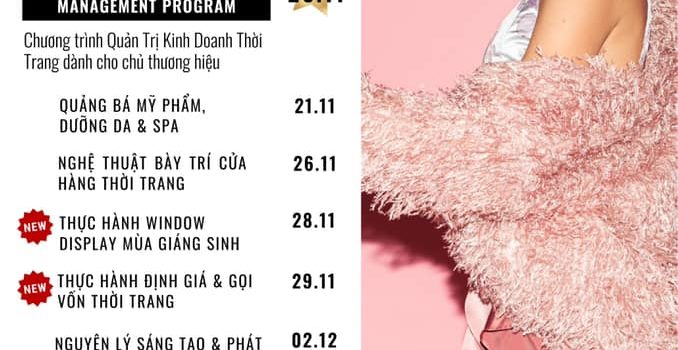 MANAGEMENT PROGRAM
Chương trình Quản Trị Kinh Doanh Thời
Trang dành cho chủ thương hiệu
QUẢNG BÁ MỸ PHẨM,
DƯỠNG DA & SPA
21.11
NGHỆ THUẬT BÀY TRÍ CỬA
HÀNG THỜI TRANG
26.11
NEW
THỰC HÀNH WINDOW
DISPLAY MÙA GIÁNG SINH
28.11
NEW
THỰC HÀNH ĐỊNH GIÁ & GỌI
VỐN THỜI TRANG
29.11
NGUYÊN LÝ SÁNG TẠO & PHÁT
02.12